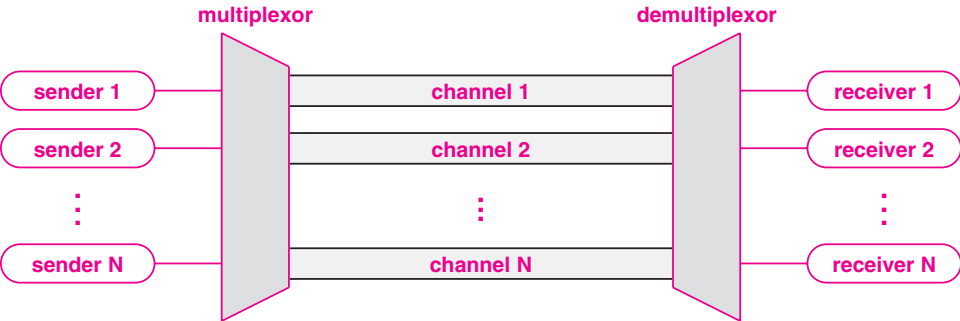 multiplexor
demultiplexor
sender 1
channel 1
receiver 1
sender 2
channel 2
receiver 2
sender N
channel N
receiver N